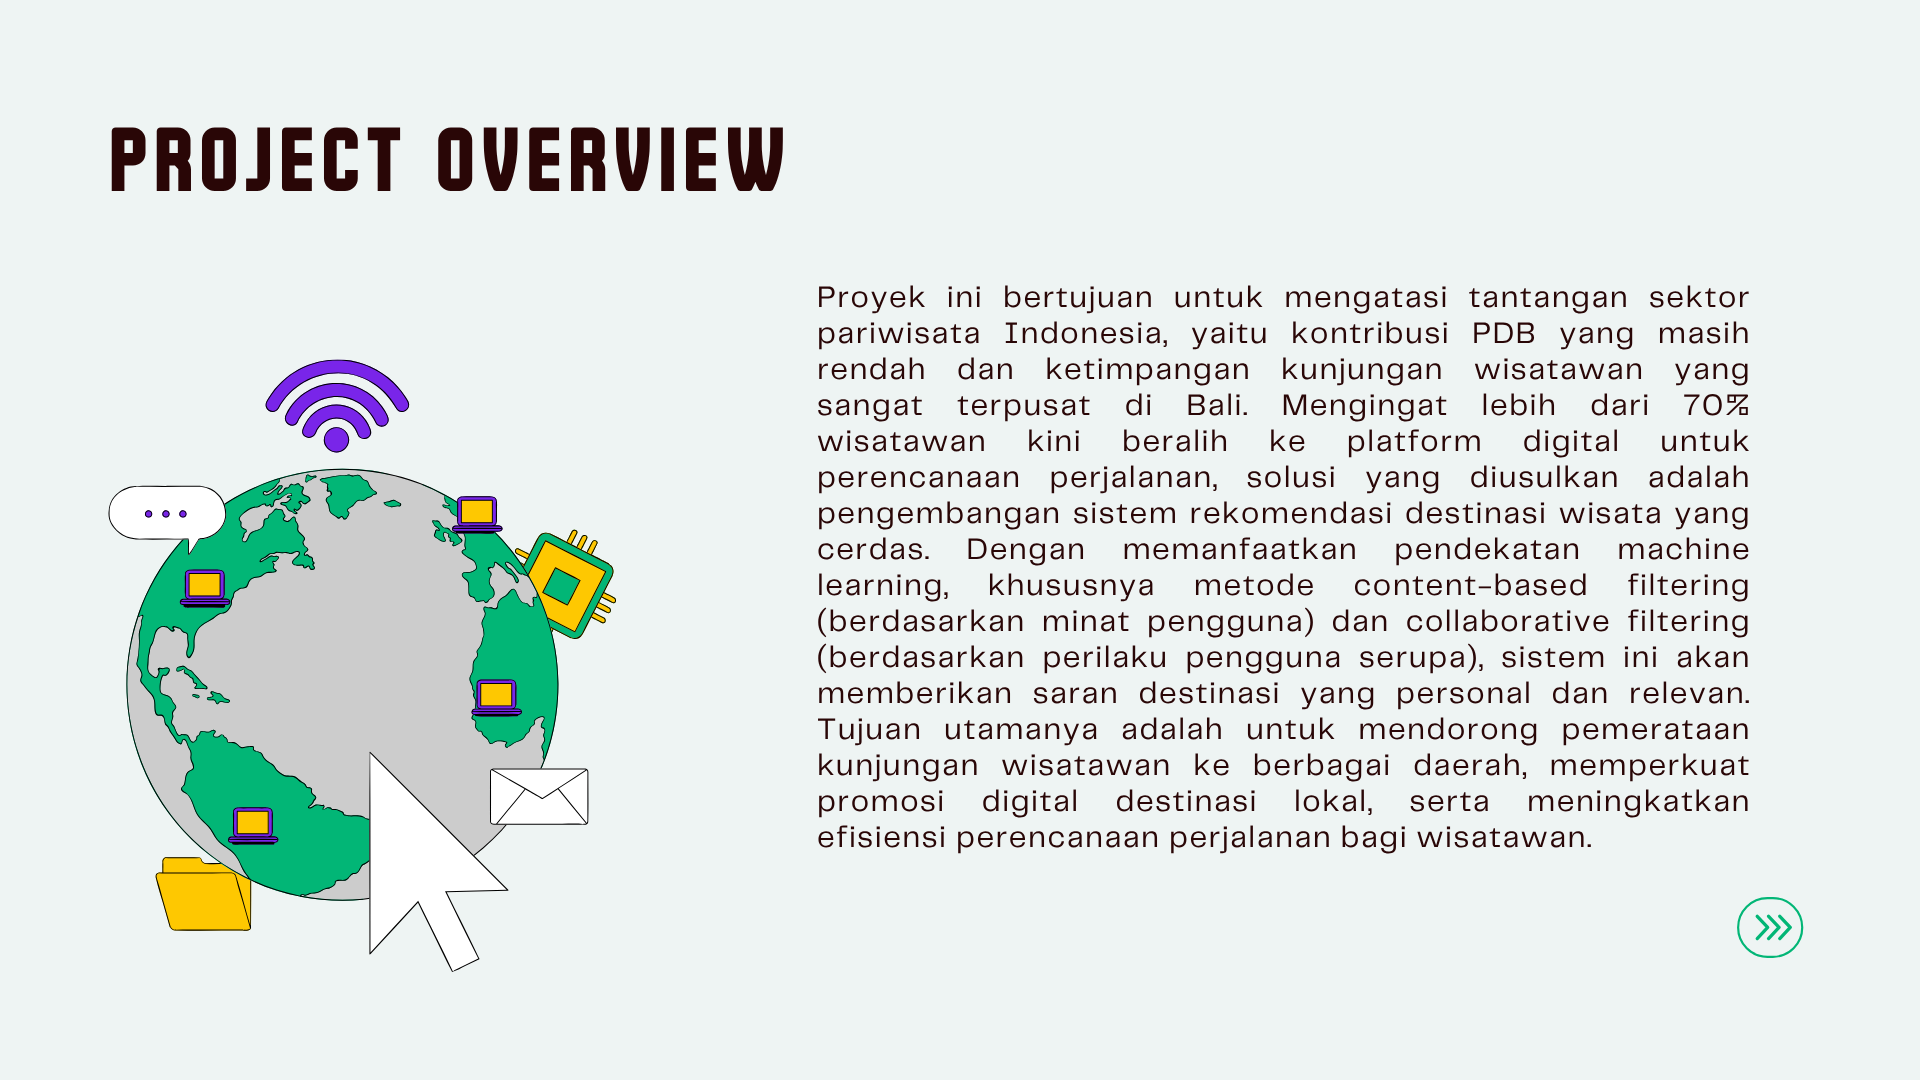 PROJECT OVERVIEW
Proyek ini bertujuan untuk mengatasi tantangan sektor
pariwisata Indonesia, yaitu kontribusi PDB yang masih
rendah dan ketimpangan kunjungan wisatawan yang
sangat terpusat di Bali. Mengingat lebih dari 70%
wisatawan kini beralih ke platform digital untuk
perencanaan perjalanan, solusi yang diusulkan adalah
pengembangan sistem rekomendasi destinasi wisata yang
cerdas. Dengan memanfaatkan pendekatan machine
learning, khususnya metode content-based filtering
(berdasarkan minat pengguna) dan collaborative filtering
(berdasarkan perilaku pengguna serupa), sistem ini akan
memberikan saran destinasi yang personal dan relevan.
Tujuan utamanya adalah untuk mendorong pemerataan
kunjungan wisatawan ke berbagai daerah, memperkuat
promosi digital destinasi lokal, serta meningkatkan
efisiensi perencanaan perjalanan bagi wisatawan.